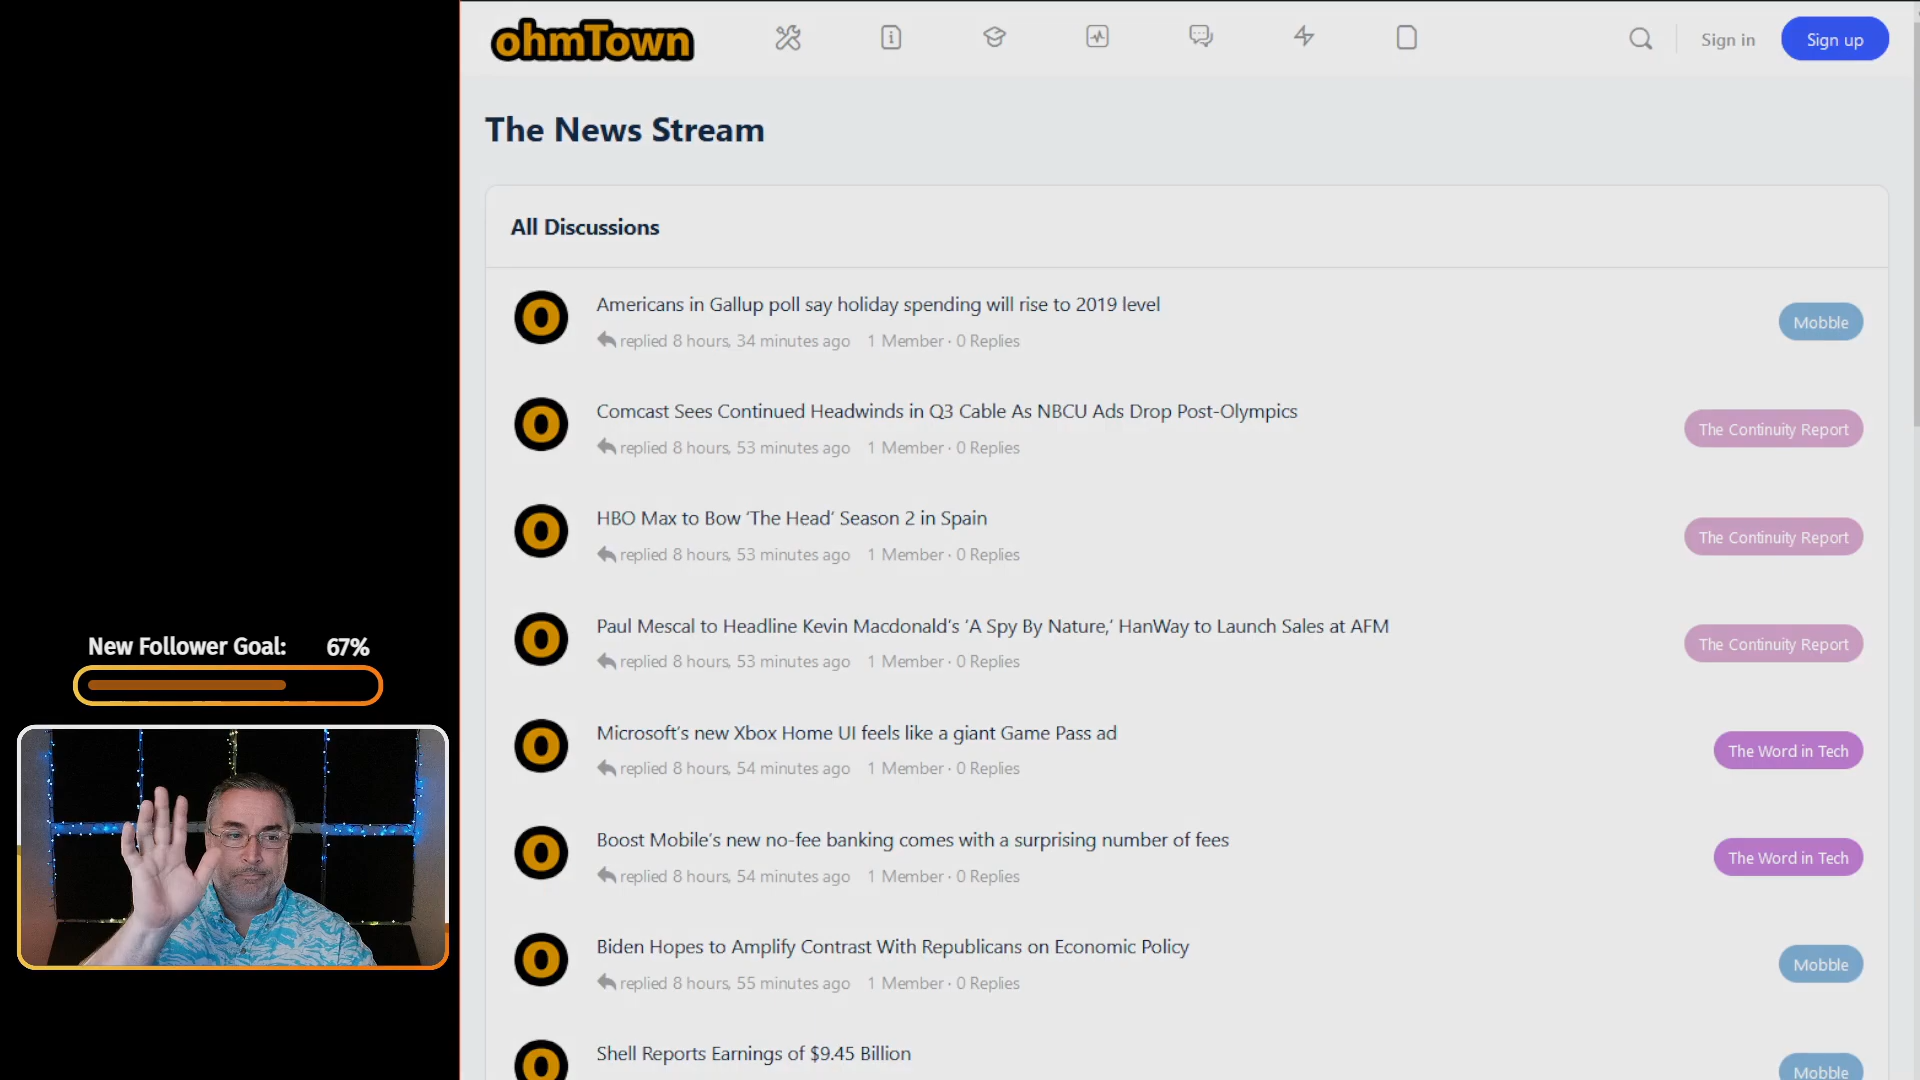 ohmTown
Sign in
Sign up
The News Stream
All Discussions
Americans in Gallup poll say holiday spending will rise to 2019 level
replied 8 hours, 34 minutes ago 1 Member · 0 Replies
Mobble
Comcast Sees Continued Headwinds in Q3 Cable As NBCU Ads Drop Post-Olympics
replied 8 hours, 53 minutes ago 1 Member · 0 Replies
The Continuity Report
HBO Max to Bow ‘The Head’ Season 2 in Spain
replied 8 hours, 53 minutes ago 1 Member · 0 Replies
The Continuity Report
Paul Mescal to Headline Kevin Macdonald’s ‘A Spy By Nature,’ HanWay to Launch Sales at AFM
replied 8 hours, 53 minutes ago 1 Member · 0 Replies
The Continuity Report
Microsoft’s new Xbox Home UI feels like a giant Game Pass ad
replied 8 hours, 54 minutes ago 1 Member · 0 Replies
The Word in Tech
Boost Mobile’s new no-fee banking comes with a surprising number of fees
replied 8 hours, 54 minutes ago 1 Member · 0 Replies
The Word in Tech
Biden Hopes to Amplify Contrast With Republicans on Economic Policy
replied 8 hours, 55 minutes ago 1 Member · 0 Replies
Mobble
Shell Reports Earnings of $9.45 Billion
Mobble
New Follower Goal: 67%